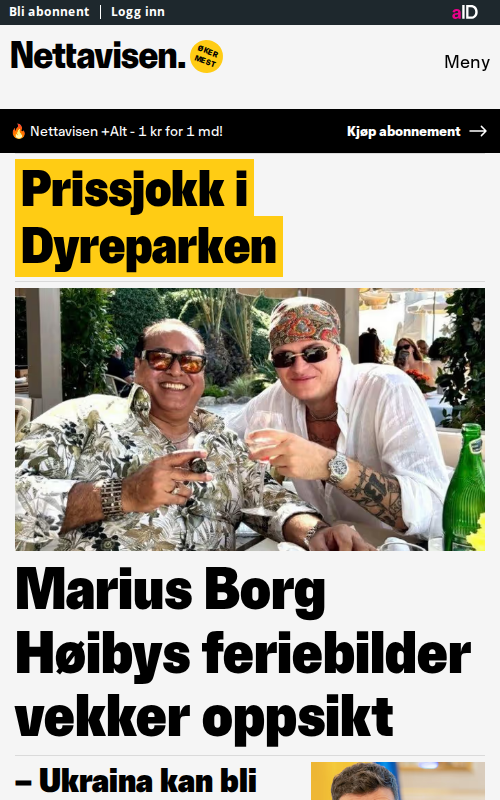 Bli abonnent Logg inn aID
Nettavisen. ØKER MEST
Meny
🔥 Nettavisen +Alt - 1 kr for 1 md! Kjøp abonnement →
Prissjokk i
Dyreparken
Marius Borg
Høibys feriebilder
vekker oppsikt
– Ukraina kan bli